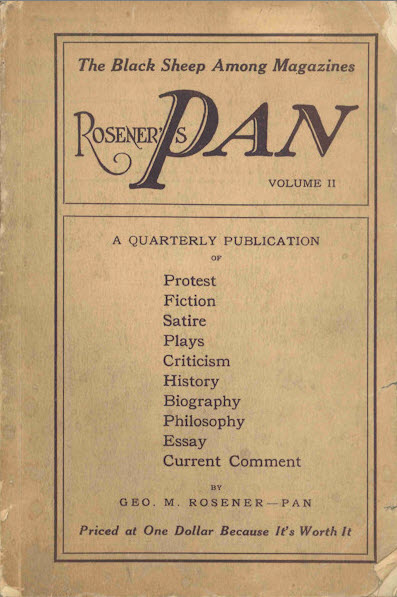 The Black Sheep Among Magazines
ROSENER'S PAN
VOLUME II
A QUARTERLY PUBLICATION
OF
Protest
Fiction
Satire
Plays
Criticism
History
Biography
Philosophy
Essay
Current Comment
BY
GEO. M. ROSENER—PAN
Priced at One Dollar Because It's Worth It